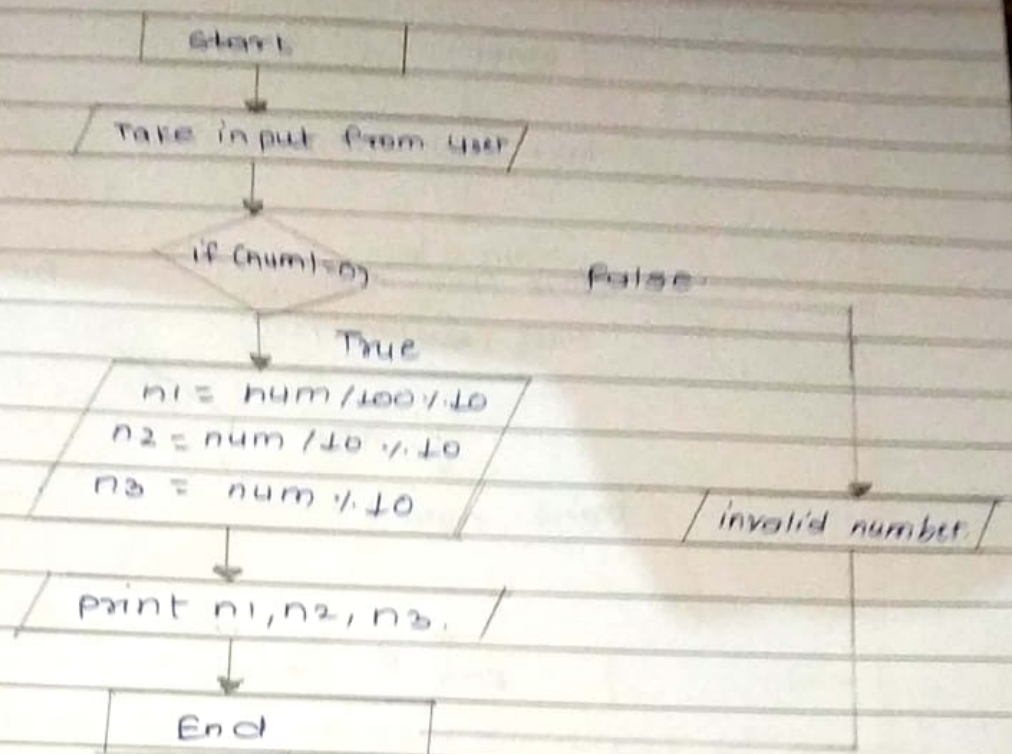 Start
Take input from user
if (num!=0)
False
True
n1 = num /100%10
n2 = num /10 % 10
n3 = num % 10
invalid number
print n1, n2, n3.
End